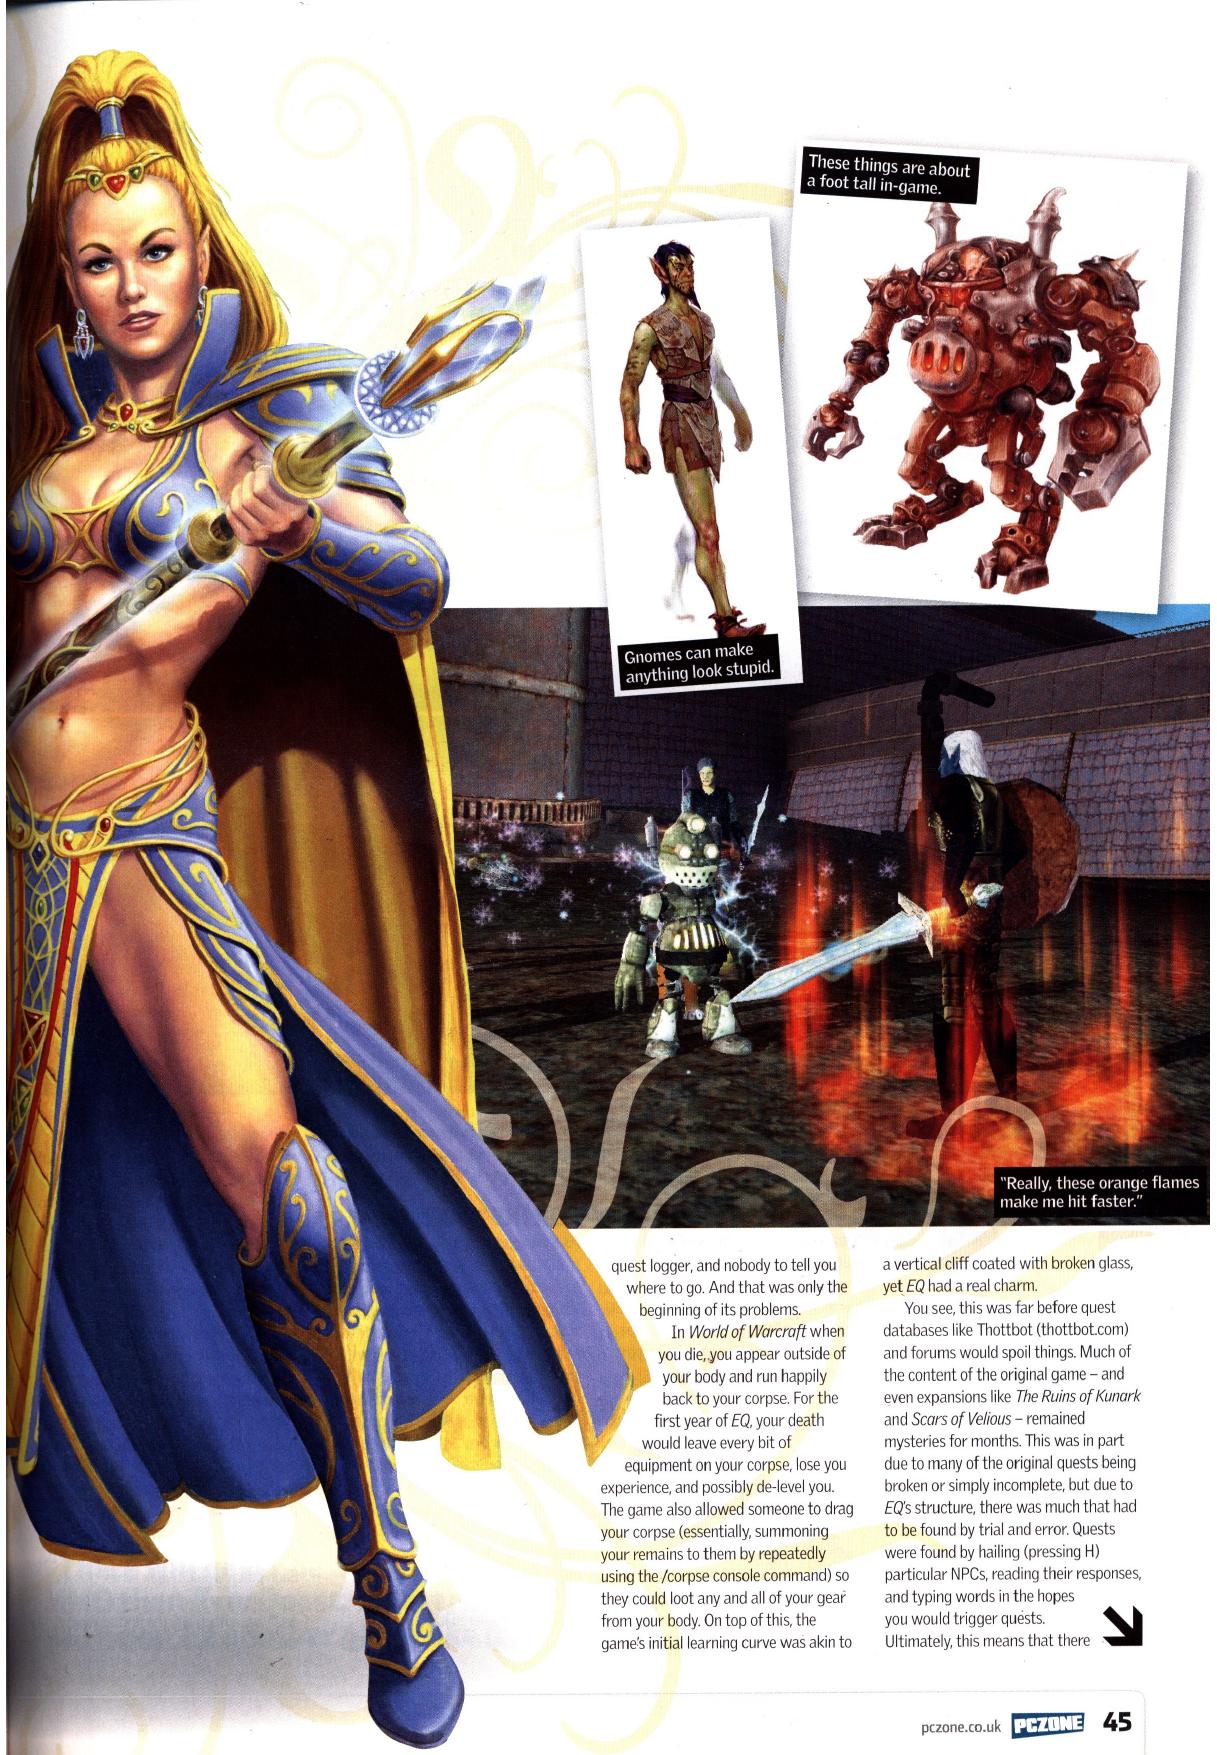 These things are about
a foot tall in-game.
Gnomes can make
anything look stupid.
"Really, these orange flames
make me hit faster."
quest logger, and nobody to tell you
where to go. And that was only the
beginning of its problems.
In World of Warcraft when
you die, you appear outside of
your body and run happily
back to your corpse. For the
first year of EQ, your death
would leave every bit of
equipment on your corpse, lose you
experience, and possibly de-level you.
The game also allowed someone to drag
your corpse (essentially, summoning
your remains to them by repeatedly
using the /corpse console command) so
they could loot any and all of your gear
from your body. On top of this, the
game's initial learning curve was akin to
a vertical cliff coated with broken glass,
yet EQ had a real charm.
You see, this was far before quest
databases like Thottbot (thottbot.com)
and forums would spoil things. Much of
the content of the original game – and
even expansions like The Ruins of Kunark
and Scars of Velious – remained
mysteries for months. This was in part
due to many of the original quests being
broken or simply incomplete, but due to
EQ's structure, there was much that had
to be found by trial and error. Quests
were found by hailing (pressing H)
particular NPCs, reading their responses,
and typing words in the hopes
you would trigger quests.
Ultimately, this means that there
pczone.co.uk PCZONE 45